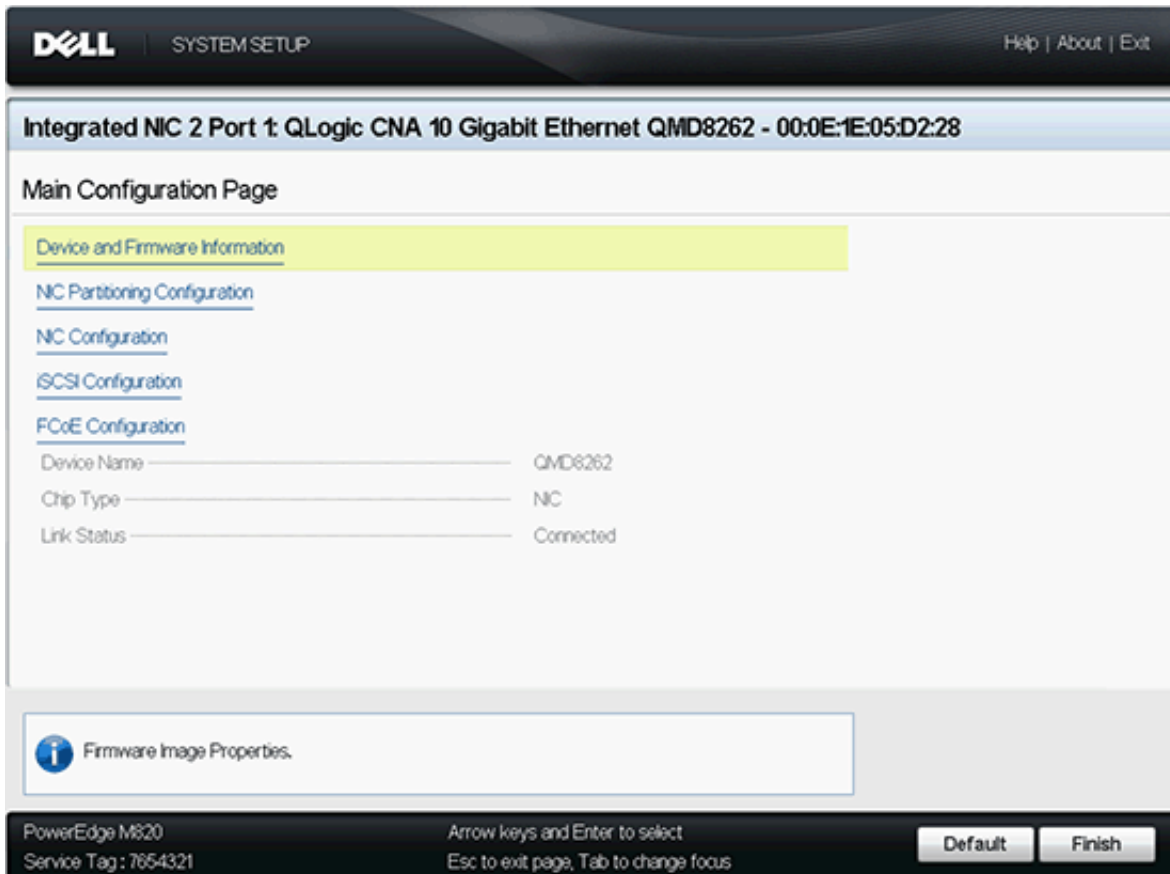 DELL SYSTEM SETUP Help | About | Exit
Integrated NIC 2 Port 1: QLogic CNA 10 Gigabit Ethernet QMD8262 - 00:0E:1E:05:D2:28
Main Configuration Page
Device and Firmware Information
NIC Partitioning Configuration
NIC Configuration
iSCSI Configuration
FCoE Configuration
Device Name QMD8262
Chip Type NIC
Link Status Connected
Firmware Image Properties.
PowerEdge M820 Arrow keys and Enter to select
Service Tag : 7654321 Esc to exit page, Tab to change focus
Default Finish